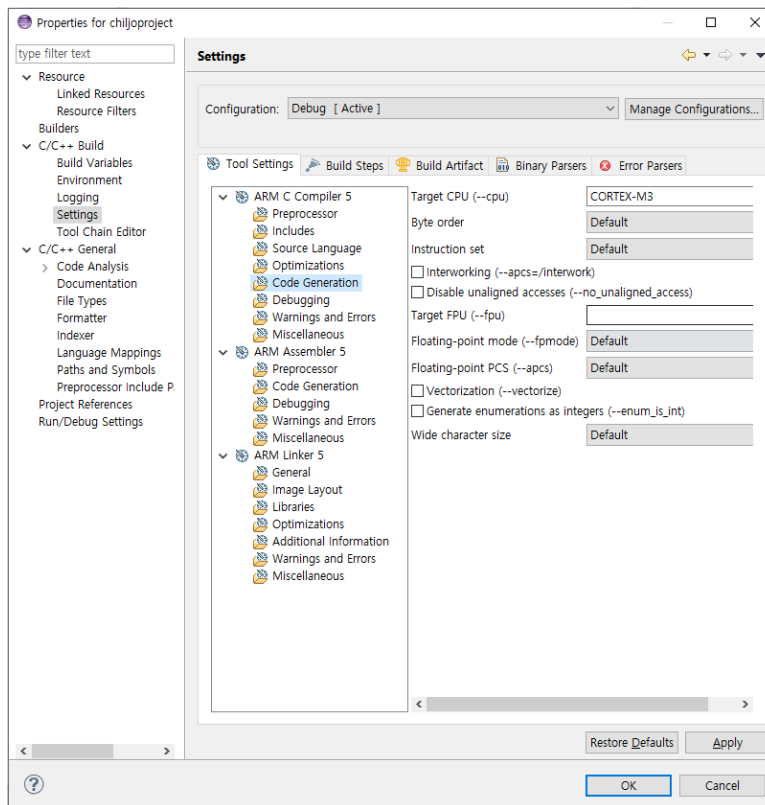 Properties for chiljoproject
type filter text
Resource
Linked Resources
Resource Filters
Builders
C/C++ Build
Build Variables
Environment
Logging
Settings
Tool Chain Editor
C/C++ General
Code Analysis
Documentation
File Types
Formatter
Indexer
Language Mappings
Paths and Symbols
Preprocessor Include P
Project References
Run/Debug Settings
Settings
Configuration: Debug [ Active ] Manage Configurations...
Tool Settings Build Steps Build Artifact Binary Parsers Error Parsers
ARM C Compiler 5
Preprocessor
Includes
Source Language
Optimizations
Code Generation
Debugging
Warnings and Errors
Miscellaneous
ARM Assembler 5
Preprocessor
Code Generation
Debugging
Warnings and Errors
Miscellaneous
ARM Linker 5
General
Image Layout
Libraries
Optimizations
Additional Information
Warnings and Errors
Miscellaneous
Target CPU (--cpu) CORTEX-M3
Byte order Default
Instruction set Default
Interworking (--apcs=/interwork)
Disable unaligned accesses (--no_unaligned_access)
Target FPU (--fpu)
Floating-point mode (--fpmode) Default
Floating-point PCS (--apcs) Default
Vectorization (--vectorize)
Generate enumerations as integers (--enum_is_int)
Wide character size Default
Restore Defaults Apply
OK Cancel